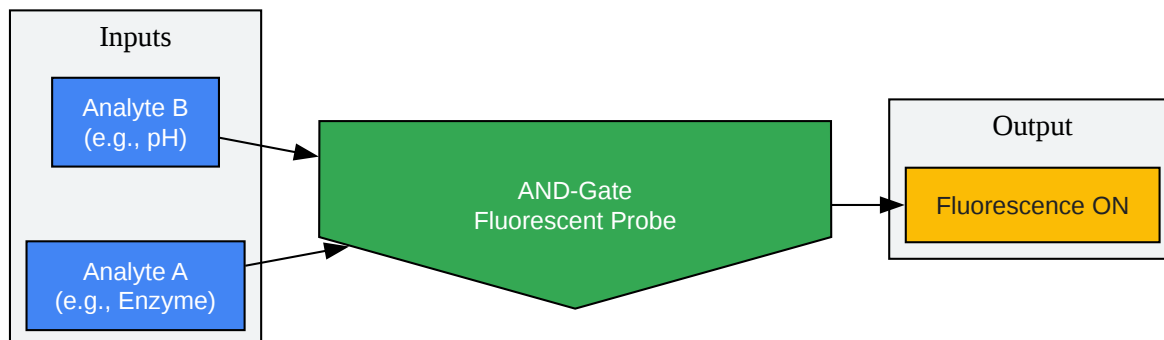 Inputs
Analyte B
(e.g., pH)
Analyte A
(e.g., Enzyme)
AND-Gate
Fluorescent Probe
Output
Fluorescence ON